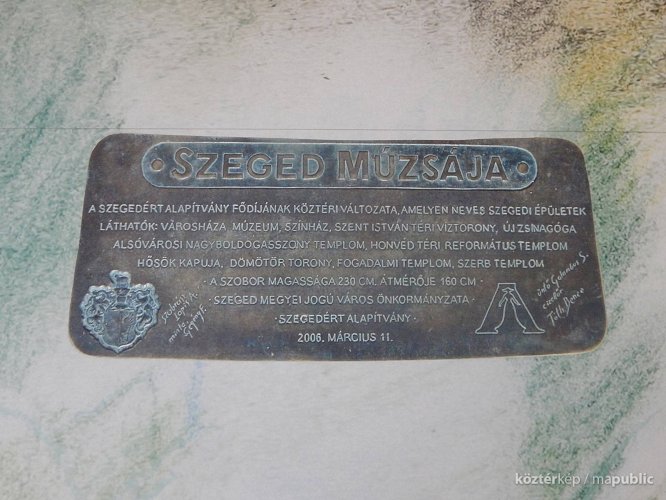 · SZEGED MÚZSÁJA ·
A SZEGEDÉRT ALAPÍTVÁNY FŐDÍJÁNAK KÖZTÉRI VÁLTOZATA, AMELYEN NEVES SZEGEDI ÉPÜLETEK
LÁTHATÓK: VÁROSHÁZA MÚZEUM, SZÍNHÁZ, SZENT ISTVÁN TÉRI VÍZTORONY, ÚJ ZSINAGÓGA
ALSÓVÁROSI NAGYBOLDOGASSZONY TEMPLOM, HONVÉD TÉRI REFORMÁTUS TEMPLOM
HŐSÖK KAPUJA, DÖMÖTÖR TORONY, FOGADALMI TEMPLOM, SZERB TEMPLOM
· A SZOBOR MAGASSÁGA 230 CM. ÁTMÉRŐJE 160 CM ·
· SZEGED MEGYEI JOGÚ VÁROS ÖNKORMÁNYZATA ·
· SZEGEDÉRT ALAPÍTVÁNY ·
2006. MÁRCIUS 11.
S.
Tóth Bence
köztérkép / mapublic